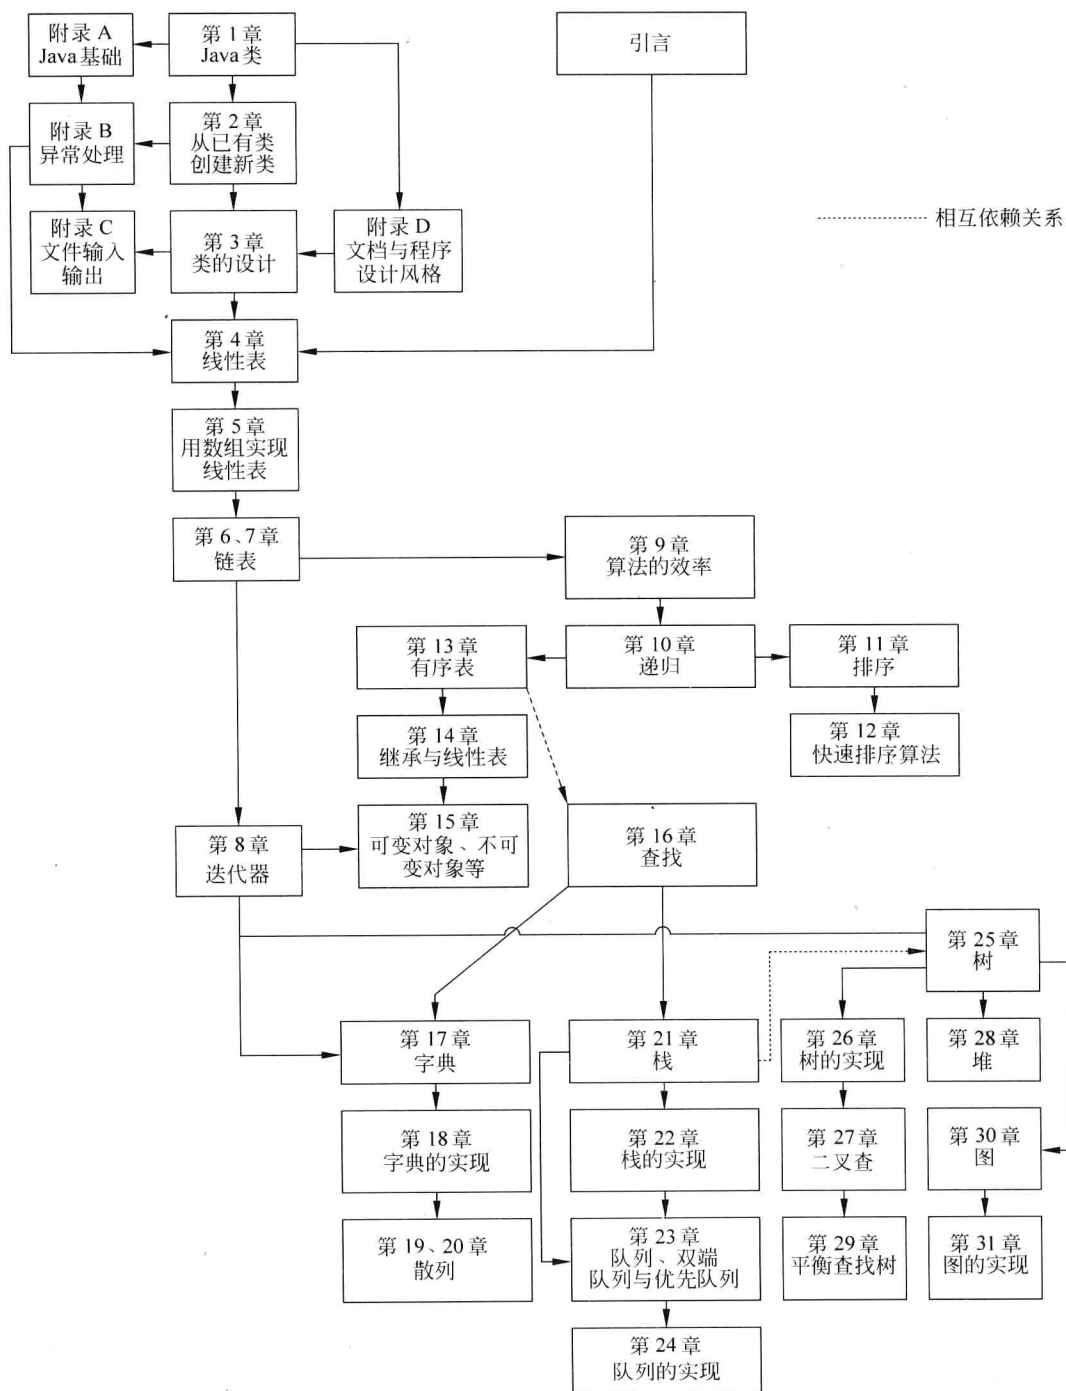 附录 A
Java 基础
第 1 章
Java 类
引言
附录 B
异常处理
第 2 章
从已有类
创建新类
附录 C
文件输入
输出
第 3 章
类的设计
附录 D
文档与程序
设计风格
相互依赖关系
第 4 章
线性表
第 5 章
用数组实现
线性表
第 6、7 章
链表
第 9 章
算法的效率
第 13 章
有序表
第 10 章
递归
第 11 章
排序
第 14 章
继承与线性表
第 12 章
快速排序算法
第 8 章
迭代器
第 15 章
可变对象、不可
变对象等
第 16 章
查找
第 25 章
树
第 17 章
字典
第 21 章
栈
第 26 章
树的实现
第 28 章
堆
第 18 章
字典的实现
第 22 章
栈的实现
第 27 章
二叉查
第 30 章
图
第 19、20 章
散列
第 23 章
队列、双端
队列与优先队列
第 29 章
平衡查找树
第 31 章
图的实现
第 24 章
队列的实现